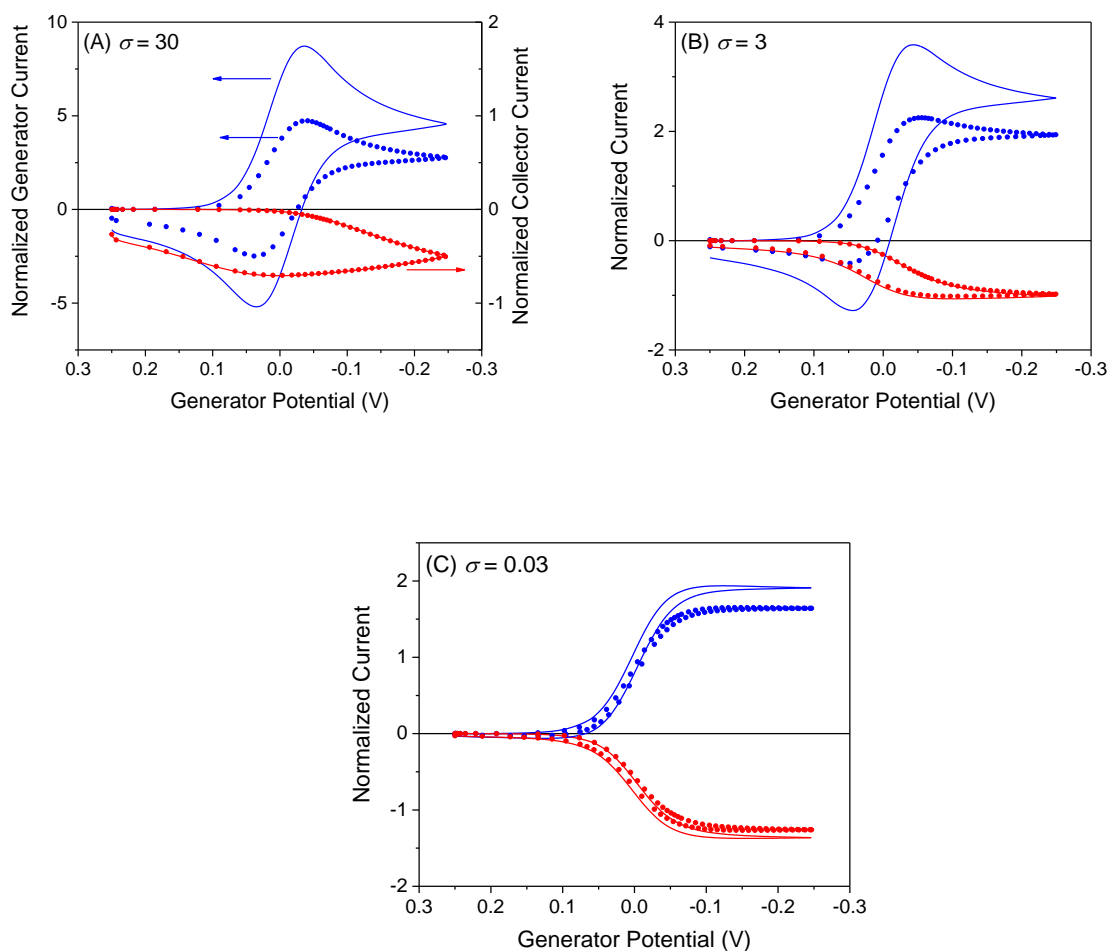 (A) σ = 30
Normalized Generator Current
Normalized Collector Current
10
5
0
-5
2
1
0
-1
0.3 0.2 0.1 0.0 -0.1 -0.2 -0.3
Generator Potential (V)
(B) σ = 3
Normalized Current
4
2
0
-2
0.3 0.2 0.1 0.0 -0.1 -0.2 -0.3
Generator Potential (V)
(C) σ = 0.03
Normalized Current
2
1
0
-1
-2
0.3 0.2 0.1 0.0 -0.1 -0.2 -0.3
Generator Potential (V)